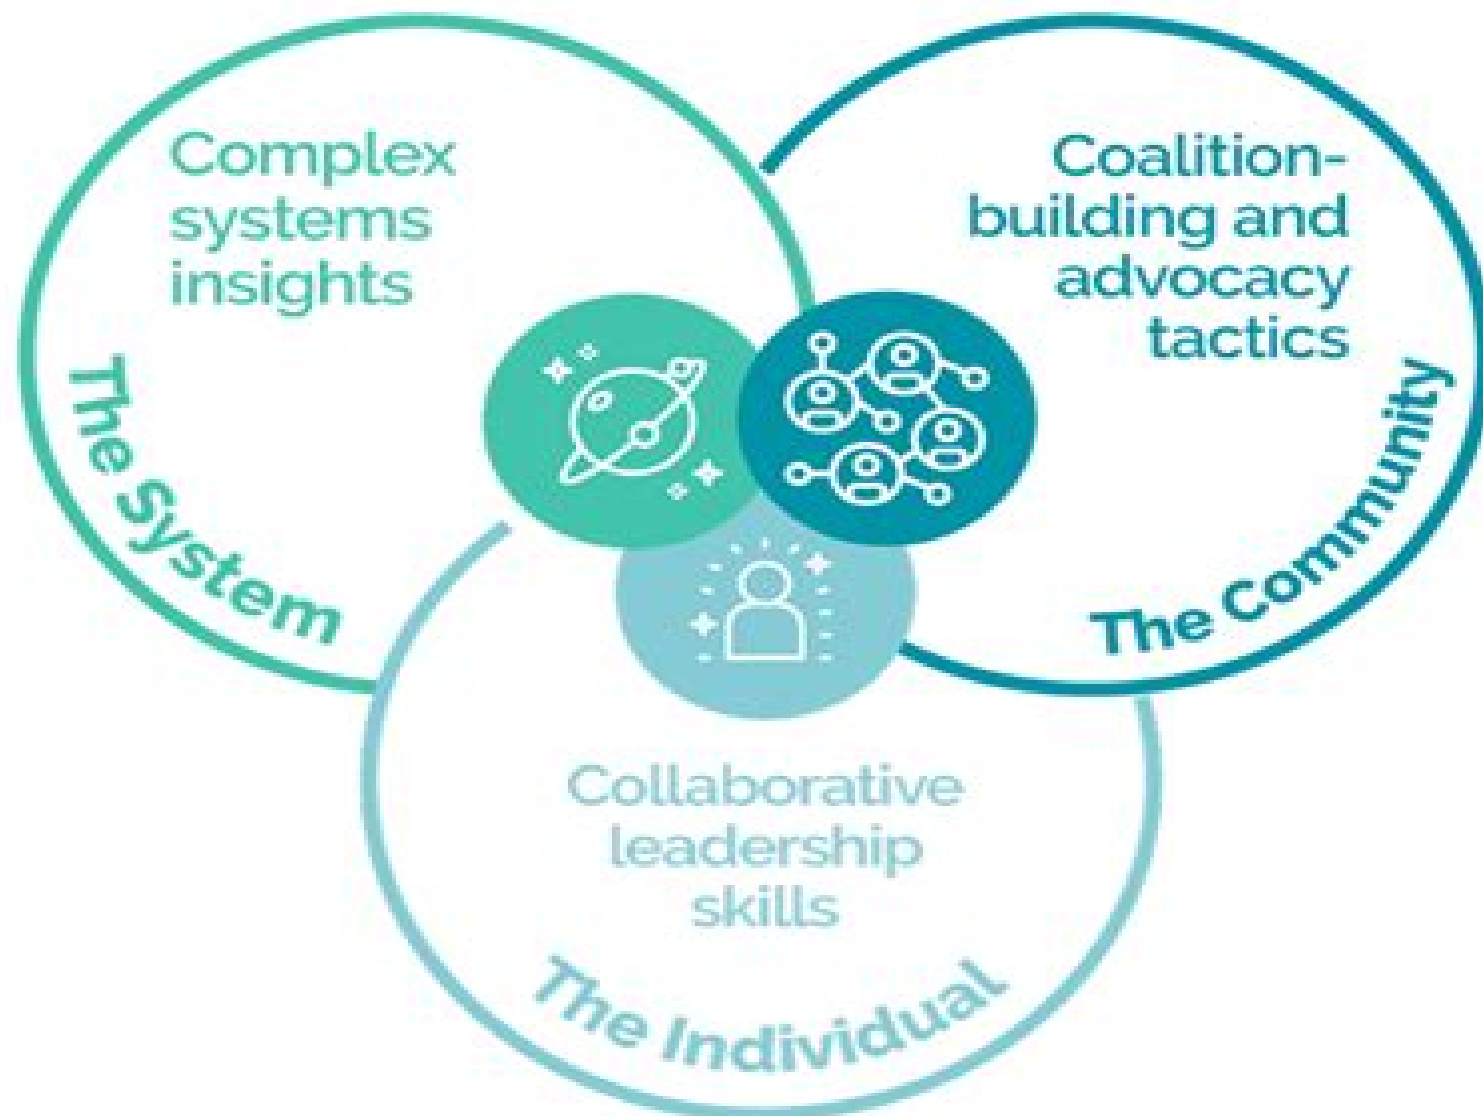 Complex
systems
insights
The System
Coalition-
building and
advocacy
tactics
The Community
Collaborative
leadership
skills
The Individual